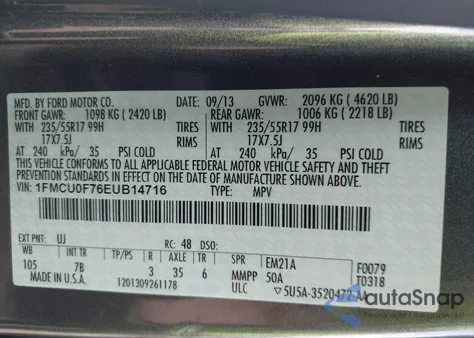 MFD. BY FORD MOTOR CO. DATE: 09/13 GVWR: 2096 KG ( 4620 LB)
FRONT GAWR: 1098 KG ( 2420 LB) REAR GAWR: 1006 KG ( 2218 LB)
WITH 235/55R17 99H TIRES WITH 235/55R17 99H TIRES
17X7.5J RIMS 17X7.5J RIMS
AT 240 kPa/ 35 PSI COLD AT 240 kPa/ 35 PSI COLD
THIS VEHICLE CONFORMS TO ALL APPLICABLE FEDERAL MOTOR VEHICLE SAFETY AND THEFT
PREVENTION STANDARDS IN EFFECT ON THE DATE OF MANUFACTURE SHOWN ABOVE.
VIN: 1FMCU0F76EUB14716 TYPE: MPV
EXT PNT: UJ RC: 48 DSO:
WB INT TR TP/PS R A TR SPR EM21A F0079
105 7B 3 35 6 MMPP 50A T0318
MADE IN U.S.A. 1201309261178 ULC 5U5A-3520472-AA
autoSnap